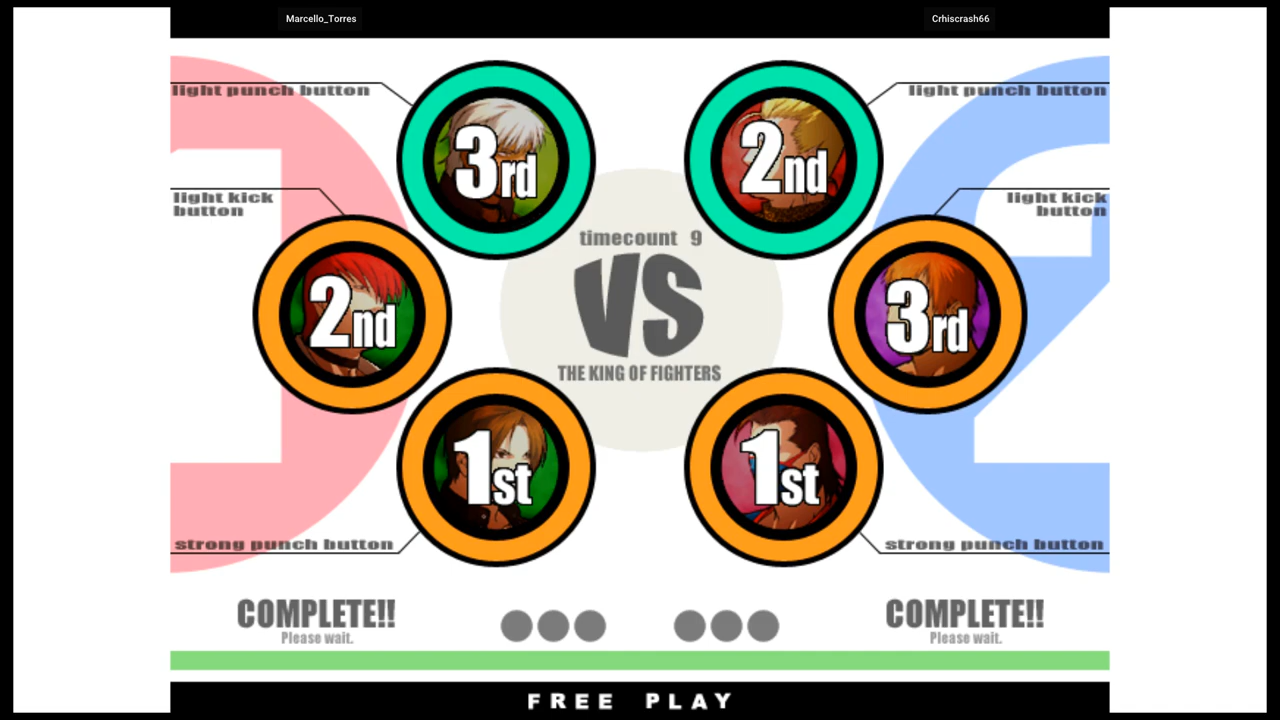 Marcello_Torres
Crhiscrash66
light punch button
light punch button
3rd
2nd
light kick
button
light kick
button
timecount 9
VS
THE KING OF FIGHTERS
2nd
3rd
1st
1st
strong punch button
strong punch button
COMPLETE!!
Please wait.
COMPLETE!!
Please wait.
FREE PLAY